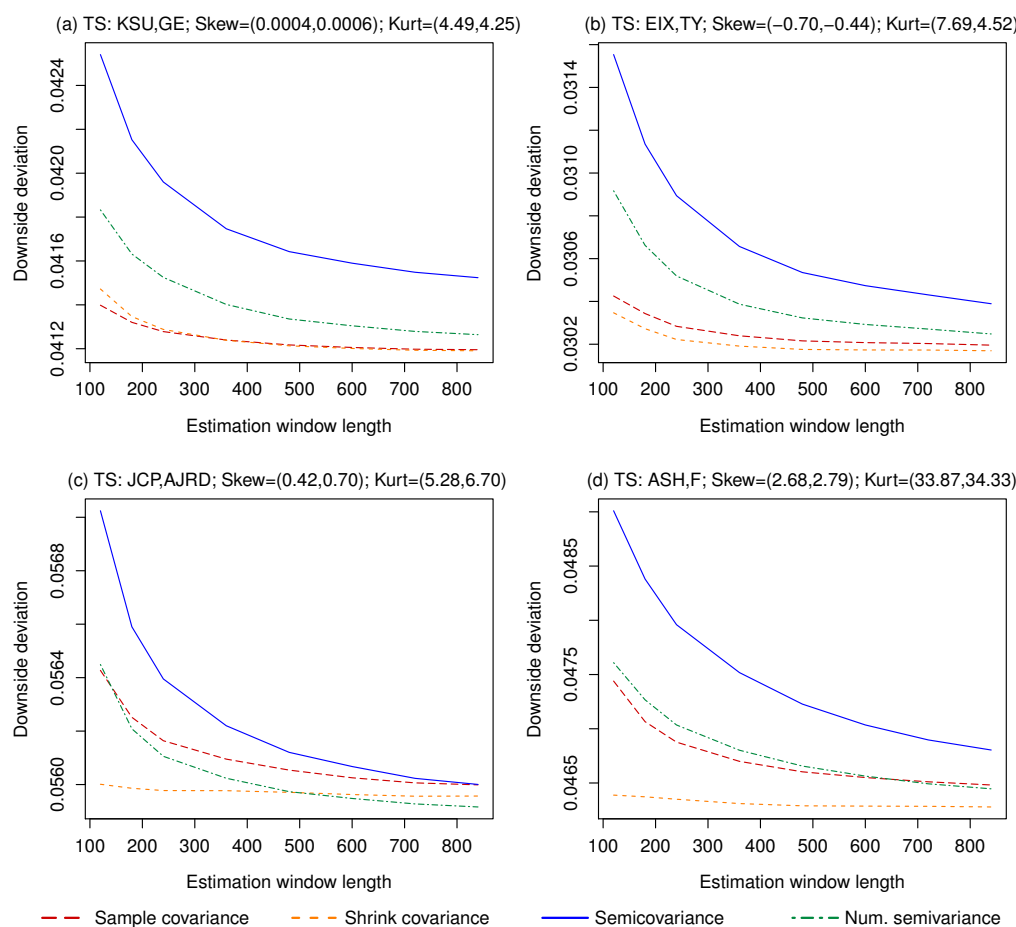 (a) TS: KSU,GE; Skew=(0.0004,0.0006); Kurt=(4.49,4.25)
Downside deviation
0.0424
0.0420
0.0416
0.0412
100 200 300 400 500 600 700 800
Estimation window length
(b) TS: EIX,TY; Skew=(−0.70,−0.44); Kurt=(7.69,4.52)
Downside deviation
0.0314
0.0310
0.0306
0.0302
100 200 300 400 500 600 700 800
Estimation window length
(c) TS: JCP,AJRD; Skew=(0.42,0.70); Kurt=(5.28,6.70)
Downside deviation
0.0568
0.0564
0.0560
100 200 300 400 500 600 700 800
Estimation window length
(d) TS: ASH,F; Skew=(2.68,2.79); Kurt=(33.87,34.33)
Downside deviation
0.0485
0.0475
0.0465
100 200 300 400 500 600 700 800
Estimation window length
Sample covariance Shrink covariance Semicovariance Num. semivariance